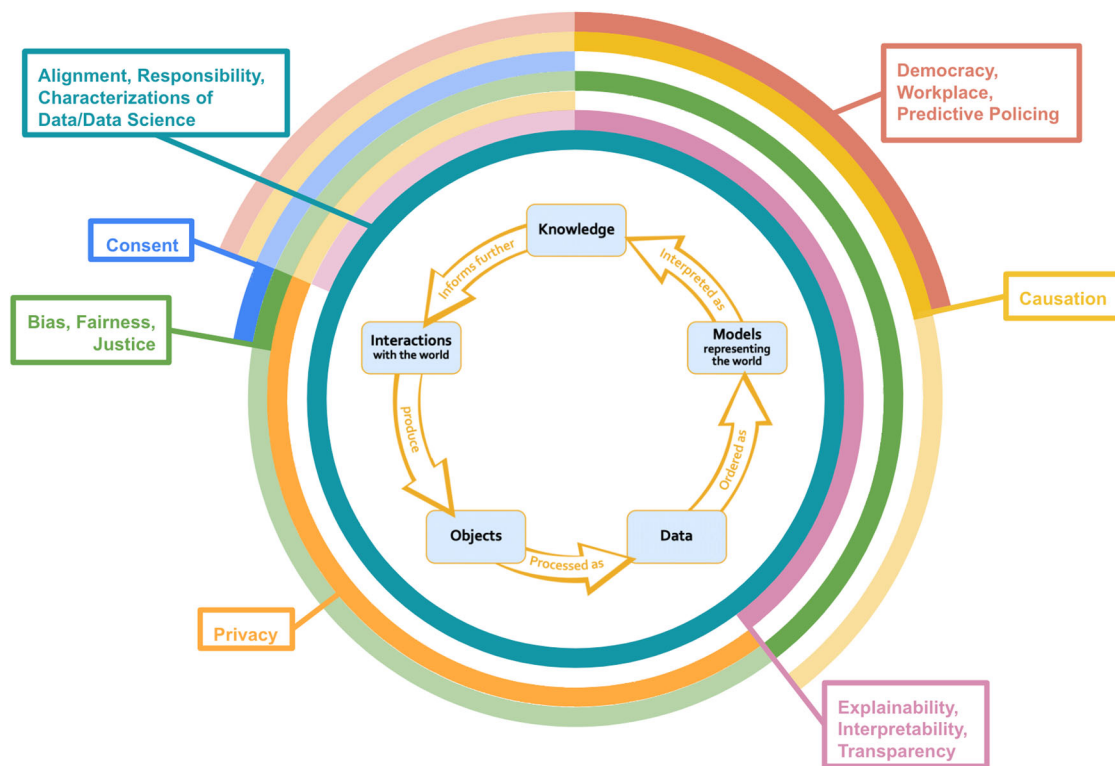 Alignment, Responsibility,
Characterizations of
Data/Data Science
Democracy,
Workplace,
Predictive Policing
Consent
Bias, Fairness,
Justice
Causation
Privacy
Explainability,
Interpretability,
Transparency
Knowledge
Informs further
Interactions
with the world
produce
Objects
Processed as
Data
Ordered as
Models
representing
the world
Interpreted as